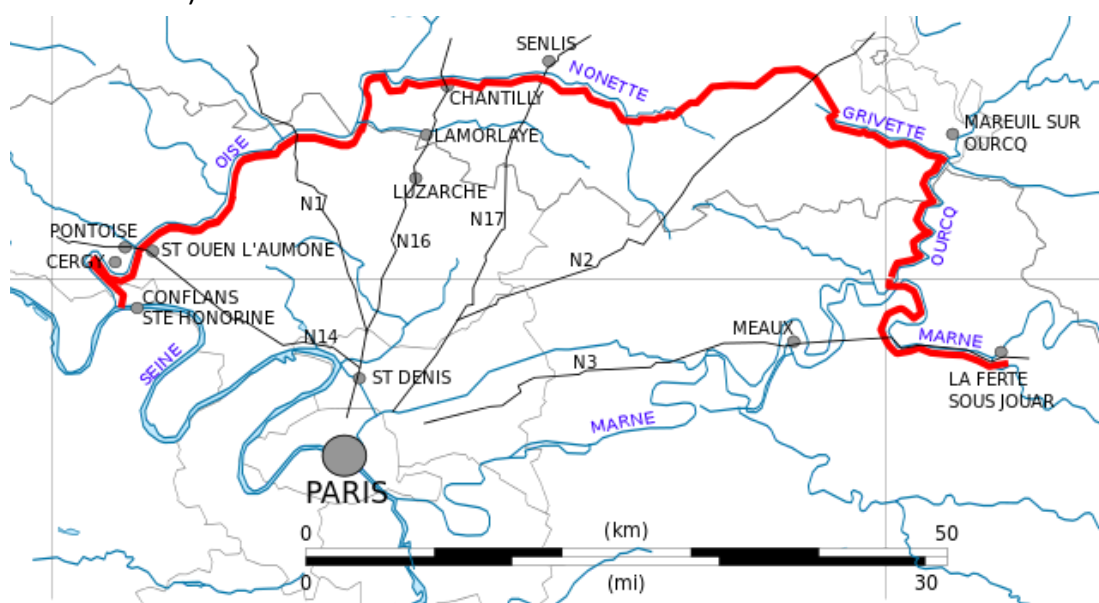 SENLIS
NONETTE
CHANTILLY
GRIVETTE
MAREUIL SUR
OURCQ
LAMORLAYE
OISE
LUZARCHE
N1
N17
N16
PONTOISE
ST OUEN L'AUMONE
CERGY
OURCQ
N2
CONFLANS
STE HONORINE
MEAUX
MARNE
N14
SEINE
N3
ST DENIS
LA FERTE
SOUS JOUAR
MARNE
PARIS
0 (km) 50
0 (mi) 30